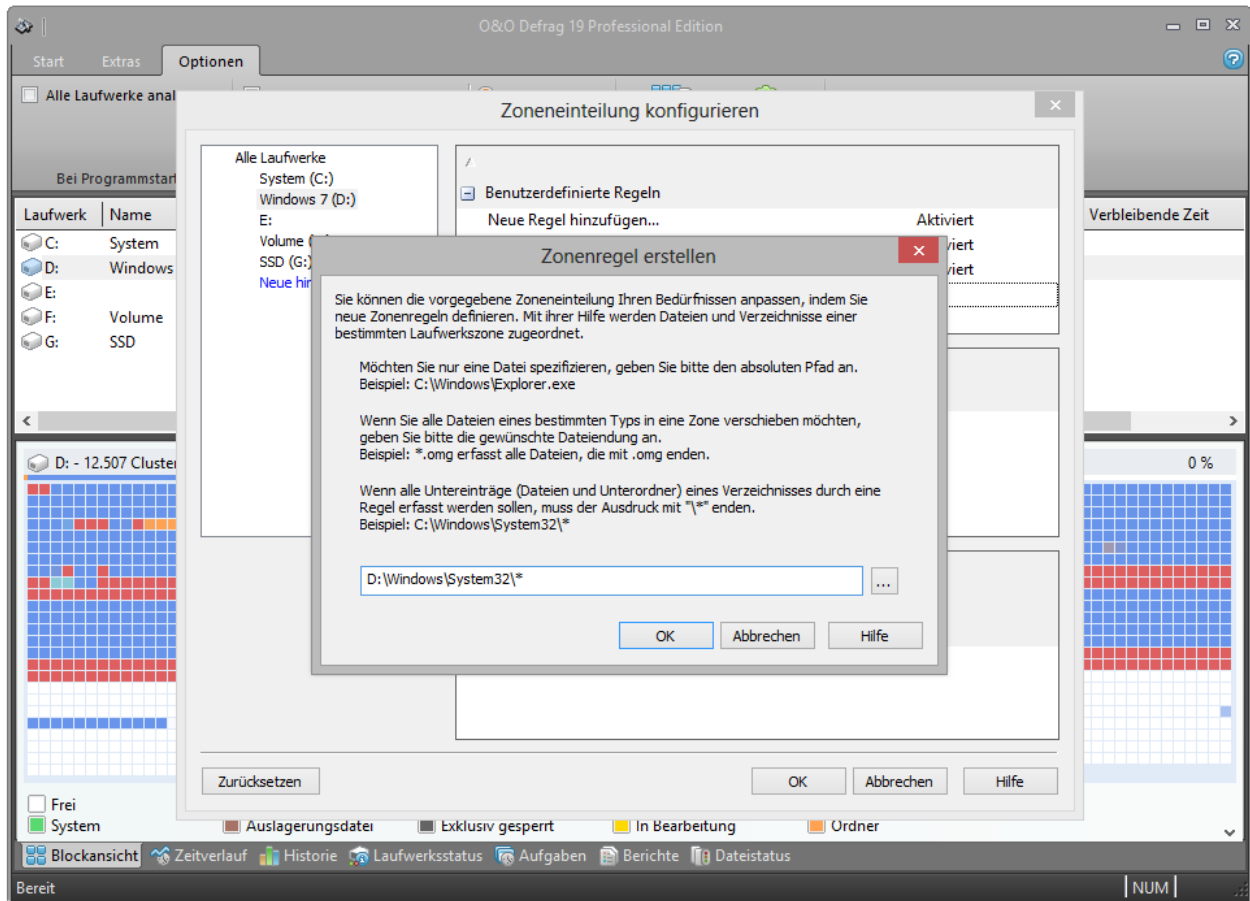 O&O Defrag 19 Professional Edition
Start Extras Optionen
Alle Laufwerke anal
Bei Programmstart
Zoneneinteilung konfigurieren
Alle Laufwerke
System (C:)
Windows 7 (D:)
E:
Volume (
SSD (G:)
Neue hin
Benutzerdefinierte Regeln
Neue Regel hinzufügen... Aktiviert
viert
viert
Laufwerk Name Verbleibende Zeit
C: System
D: Windows
E:
F: Volume
G: SSD
Zonenregel erstellen
Sie können die vorgegebene Zoneneinteilung Ihren Bedürfnissen anpassen, indem Sie
neue Zonenregeln definieren. Mit ihrer Hilfe werden Dateien und Verzeichnisse einer
bestimmten Laufwerkszone zugeordnet.
Möchten Sie nur eine Datei spezifizieren, geben Sie bitte den absoluten Pfad an.
Beispiel: C:\Windows\Explorer.exe
Wenn Sie alle Dateien eines bestimmten Typs in eine Zone verschieben möchten,
geben Sie bitte die gewünschte Dateiendung an.
Beispiel: *.omg erfasst alle Dateien, die mit .omg enden.
Wenn alle Untereinträge (Dateien und Unterordner) eines Verzeichnisses durch eine
Regel erfasst werden sollen, muss der Ausdruck mit "\*" enden.
Beispiel: C:\Windows\System32\*
D:\Windows\System32\*
...
OK Abbrechen Hilfe
D: - 12.507 Cluster 0 %
Zurücksetzen OK Abbrechen Hilfe
Frei
System Auslagerungsdatei Exklusiv gesperrt In Bearbeitung Ordner
Blockansicht Zeitverlauf Historie Laufwerksstatus Aufgaben Berichte Dateistatus
Bereit NUM